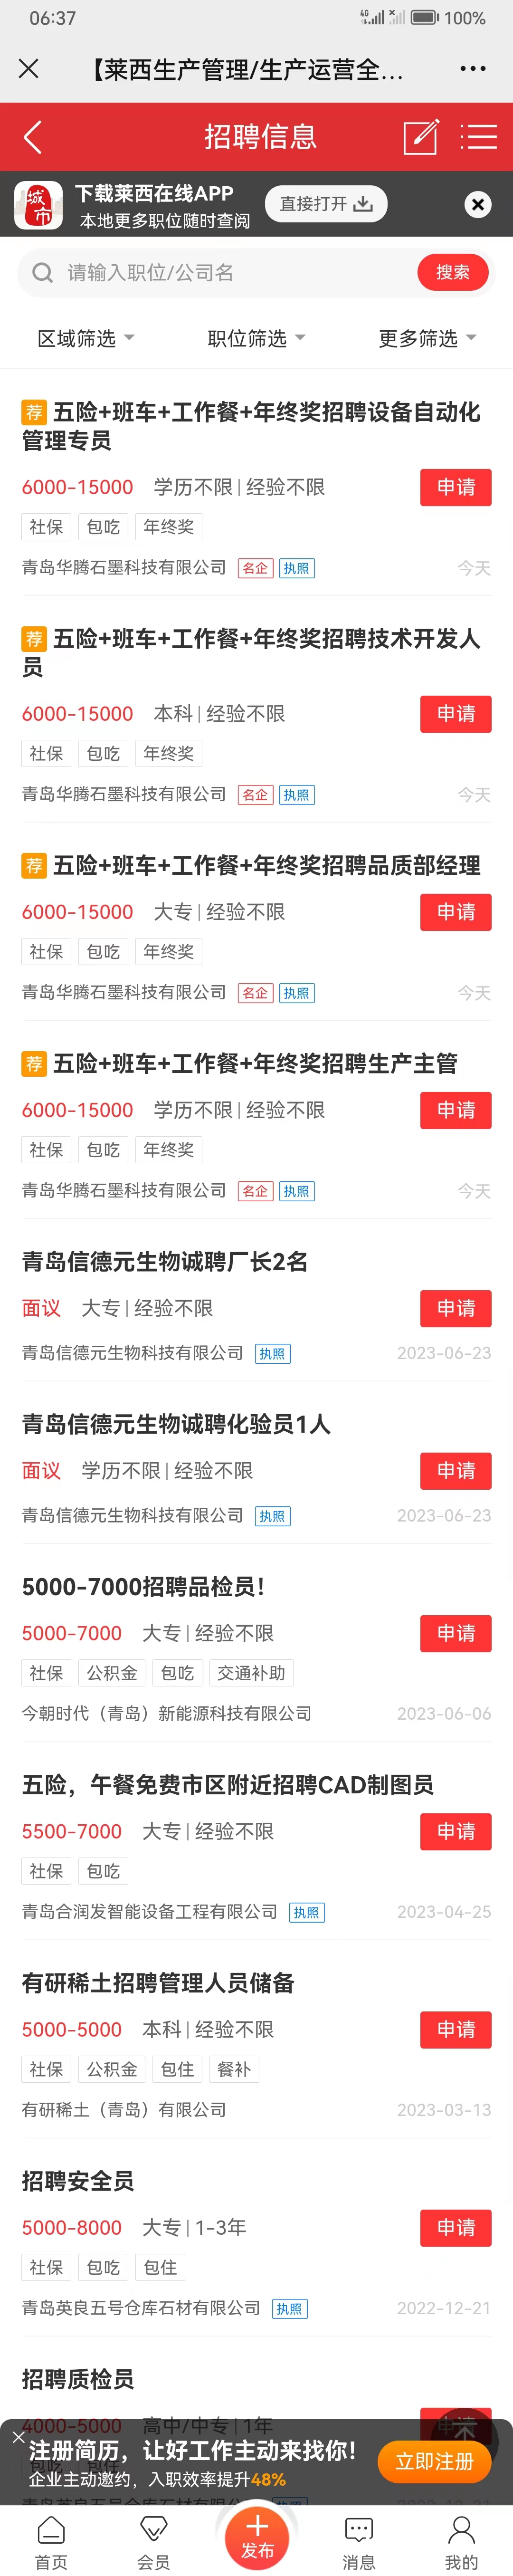 06:37
4G
100%
【莱西生产管理/生产运营全...
招聘信息
城市
下载莱西在线APP
本地更多职位随时查阅
直接打开
请输入职位/公司名
搜索
区域筛选
职位筛选
更多筛选
荐 五险+班车+工作餐+年终奖招聘设备自动化
管理专员
6000-15000 学历不限|经验不限 申请
社保 包吃 年终奖
青岛华腾石墨科技有限公司 名企 执照 今天
荐 五险+班车+工作餐+年终奖招聘技术开发人
员
6000-15000 本科|经验不限 申请
社保 包吃 年终奖
青岛华腾石墨科技有限公司 名企 执照 今天
荐 五险+班车+工作餐+年终奖招聘品质部经理
6000-15000 大专|经验不限 申请
社保 包吃 年终奖
青岛华腾石墨科技有限公司 名企 执照 今天
荐 五险+班车+工作餐+年终奖招聘生产主管
6000-15000 学历不限|经验不限 申请
社保 包吃 年终奖
青岛华腾石墨科技有限公司 名企 执照 今天
青岛信德元生物诚聘厂长2名
面议 大专|经验不限 申请
青岛信德元生物科技有限公司 执照 2023-06-23
青岛信德元生物诚聘化验员1人
面议 学历不限|经验不限 申请
青岛信德元生物科技有限公司 执照 2023-06-23
5000-7000招聘品检员！
5000-7000 大专|经验不限 申请
社保 公积金 包吃 交通补助
今朝时代（青岛）新能源科技有限公司 2023-06-06
五险，午餐免费市区附近招聘CAD制图员
5500-7000 大专|经验不限 申请
社保 包吃
青岛合润发智能设备工程有限公司 执照 2023-04-25
有研稀土招聘管理人员储备
5000-5000 本科|经验不限 申请
社保 公积金 包住 餐补
有研稀土（青岛）有限公司 2023-03-13
招聘安全员
5000-8000 大专|1-3年 申请
社保 包吃 包住
青岛英良五号仓库石材有限公司 执照 2022-12-21
招聘质检员
4000-5000 高中/中专|1年 申请
注册简历，让好工作主动来找你！
包吃 包住
企业主动邀约，入职效率提升48%
立即注册
首页
会员
发布
消息
我的